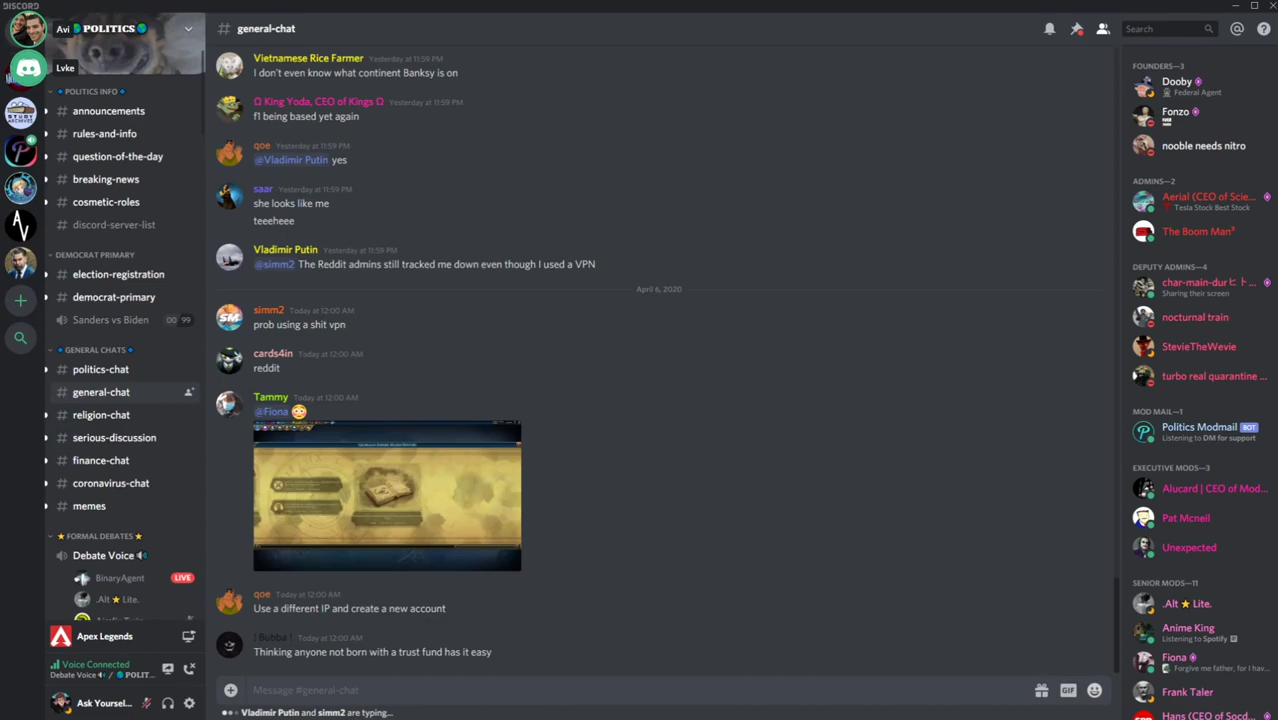 DISCORD
Avi POLITICS
Lvke
POLITICS INFO
announcements
rules-and-info
question-of-the-day
breaking-news
cosmetic-roles
discord-server-list
DEMOCRAT PRIMARY
election-registration
democrat-primary
Sanders vs Biden 00 99
GENERAL CHATS
politics-chat
general-chat
religion-chat
serious-discussion
finance-chat
coronavirus-chat
memes
FORMAL DEBATES
Debate Voice
BinaryAgent LIVE
.Alt ⭐ Lite.
Apex Legends
Voice Connected
Debate Voice / POLIT...
Ask Yoursel...
# general-chat
Search
Vietnamese Rice Farmer Yesterday at 11:59 PM
I don't even know what continent Banksy is on
Ω King Yoda, CEO of Kings Ω Yesterday at 11:59 PM
f1 being based yet again
qoe Yesterday at 11:59 PM
@Vladimir Putin yes
saar Yesterday at 11:59 PM
she looks like me
teeeheee
Vladimir Putin Yesterday at 11:59 PM
@simm2 The Reddit admins still tracked me down even though I used a VPN
April 6, 2020
simm2 Today at 12:00 AM
prob using a shit vpn
cards4in Today at 12:00 AM
reddit
Tammy Today at 12:00 AM
@Fiona 😳
qoe Today at 12:00 AM
Use a different IP and create a new account
! Bubba ! Today at 12:00 AM
Thinking anyone not born with a trust fund has it easy
Message #general-chat
GIF
Vladimir Putin and simm2 are typing...
FOUNDERS—3
Dooby
Federal Agent
Fonzo
nooble needs nitro
ADMINS—2
Aerial (CEO of Scie...
Tesla Stock Best Stock
The Boom Man³
DEPUTY ADMINS—4
char-main-durヒト...
Sharing their screen
nocturnal train
StevieTheWevie
turbo real quarantine ...
MOD MAIL—1
Politics Modmail BOT
Listening to DM for support
EXECUTIVE MODS—3
Alucard | CEO of Mod...
Pat Mcneil
Unexpected
SENIOR MODS—11
.Alt ⭐ Lite.
Anime King
Listening to Spotify
Fiona
Forgive me father, for I hav...
Frank Taler
Hans (CEO of Socd...